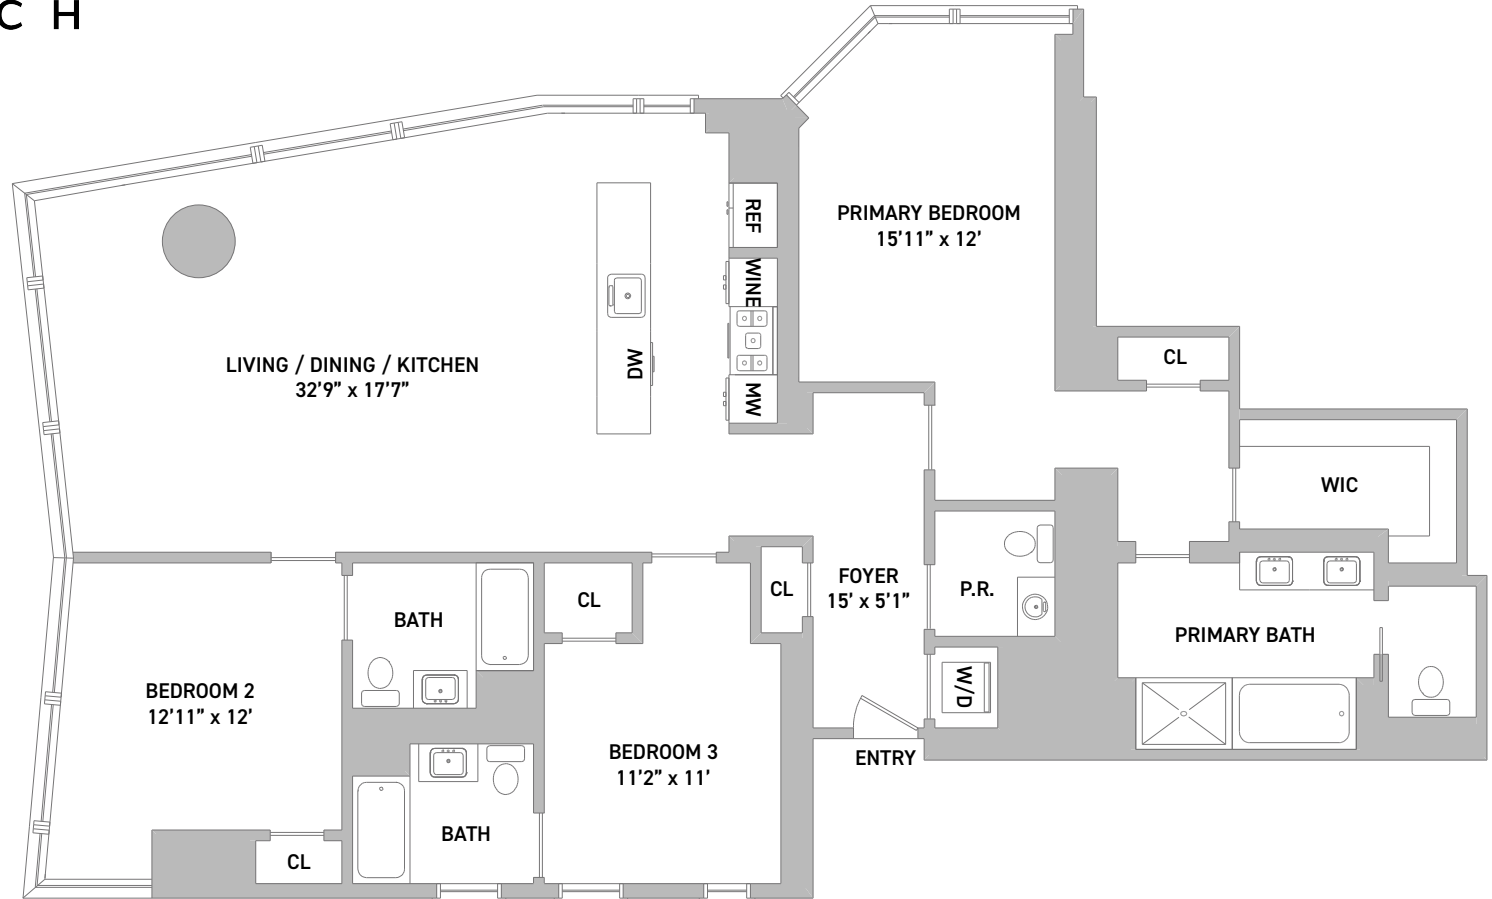 C H
PRIMARY BEDROOM
15’11” x 12’
REF
WINE
LIVING / DINING / KITCHEN
32’9” x 17’7”
DW
MW
CL
WIC
FOYER
15’ x 5’1”
P.R.
CL
CL
BATH
PRIMARY BATH
BEDROOM 2
12’11” x 12’
W/D
BEDROOM 3
11’2” x 11’
ENTRY
BATH
CL